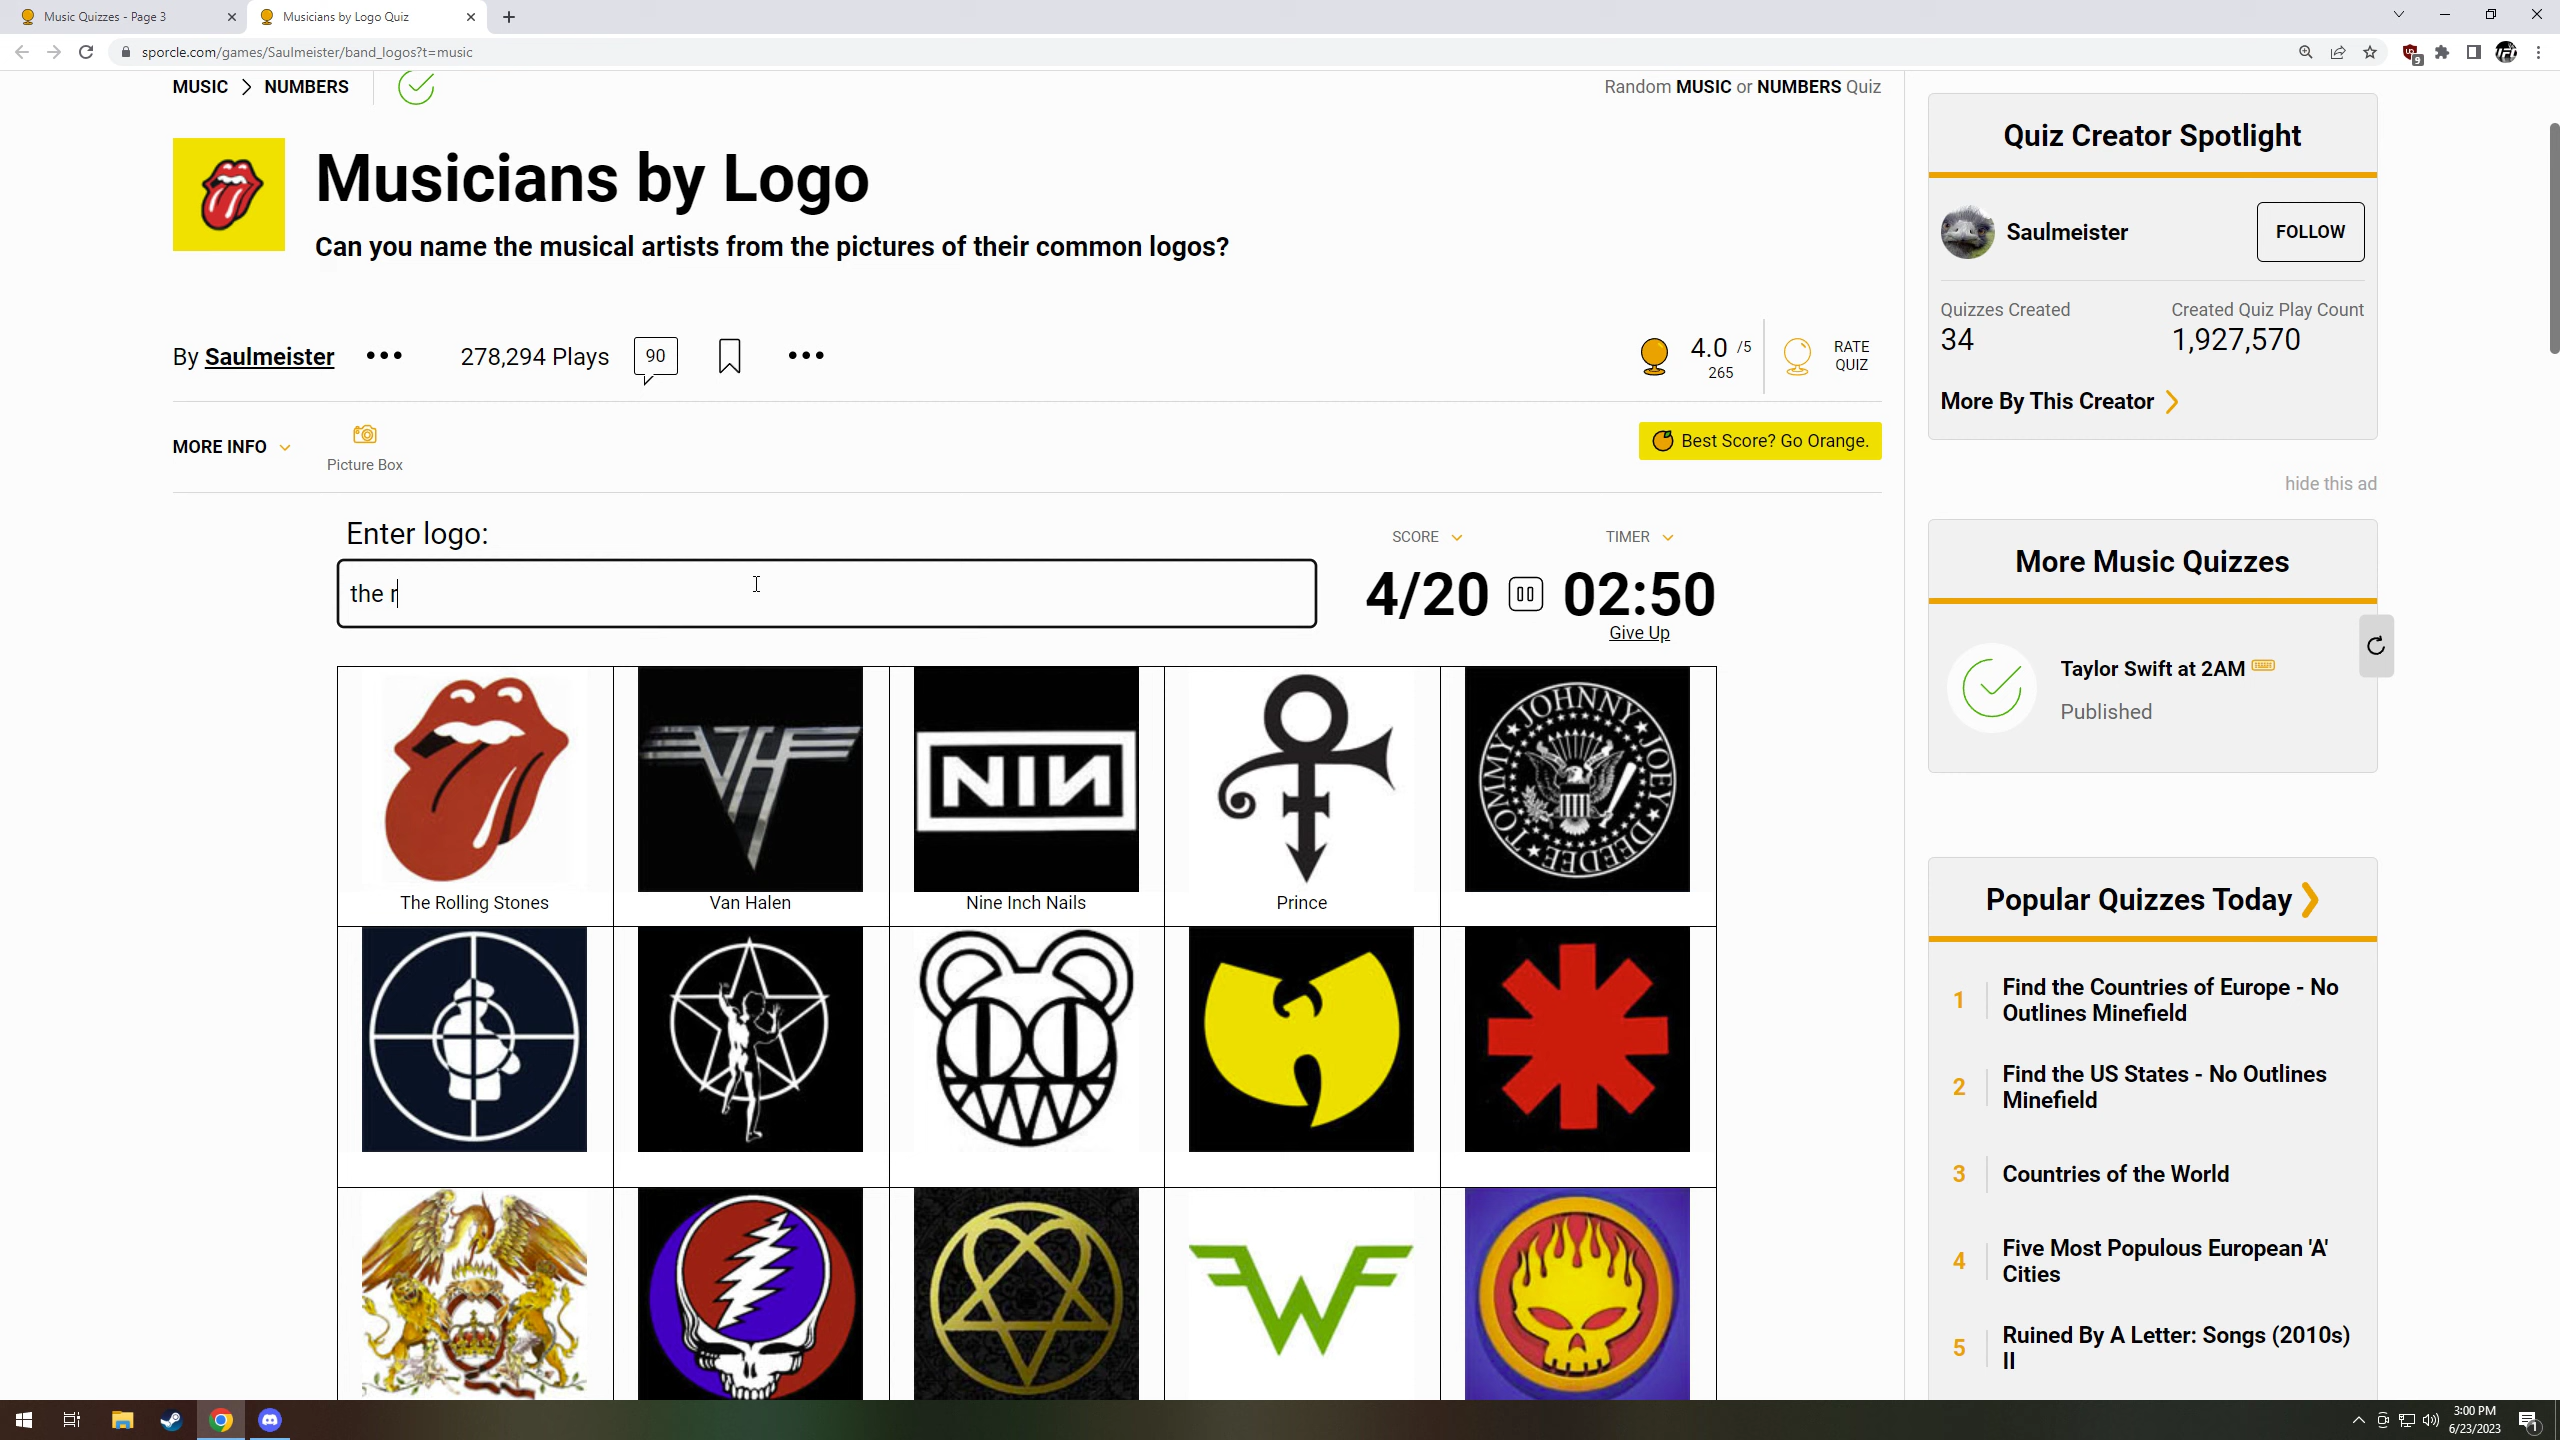 Music Quizzes - Page 3
Musicians by Logo Quiz
sporcle.com/games/Saulmeister/band_logos?t=music
9
MUSIC > NUMBERS
Random MUSIC or NUMBERS Quiz
Musicians by Logo
Can you name the musical artists from the pictures of their common logos?
By Saulmeister
278,294 Plays
90
4.0 /5
265
RATE
QUIZ
MORE INFO
Picture Box
Best Score? Go Orange.
Enter logo:
the r
SCORE
4/20
TIMER
02:50
Give Up
VH
NIN
JOHNNY JOEY DEEDEE TOMMY
The Rolling Stones
Van Halen
Nine Inch Nails
Prince
Quiz Creator Spotlight
Saulmeister
FOLLOW
Quizzes Created
34
Created Quiz Play Count
1,927,570
More By This Creator
hide this ad
More Music Quizzes
Taylor Swift at 2AM
Published
Popular Quizzes Today
1 Find the Countries of Europe - No
Outlines Minefield
2 Find the US States - No Outlines
Minefield
3 Countries of the World
4 Five Most Populous European 'A'
Cities
5 Ruined By A Letter: Songs (2010s)
II
3:00 PM
6/23/2023
1